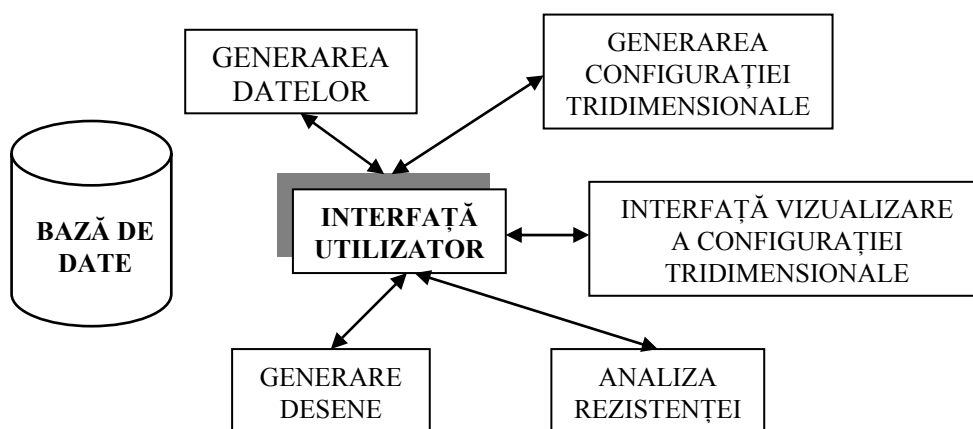 GENERAREA
DATELOR
GENERAREA
CONFIGURAȚIEI
TRIDIMENSIONALE
BAZĂ DE
DATE
INTERFAȚĂ
UTILIZATOR
INTERFAȚĂ VIZUALIZARE
A CONFIGURAȚIEI
TRIDIMENSIONALE
GENERARE
DESENE
ANALIZA
REZISTENȚEI